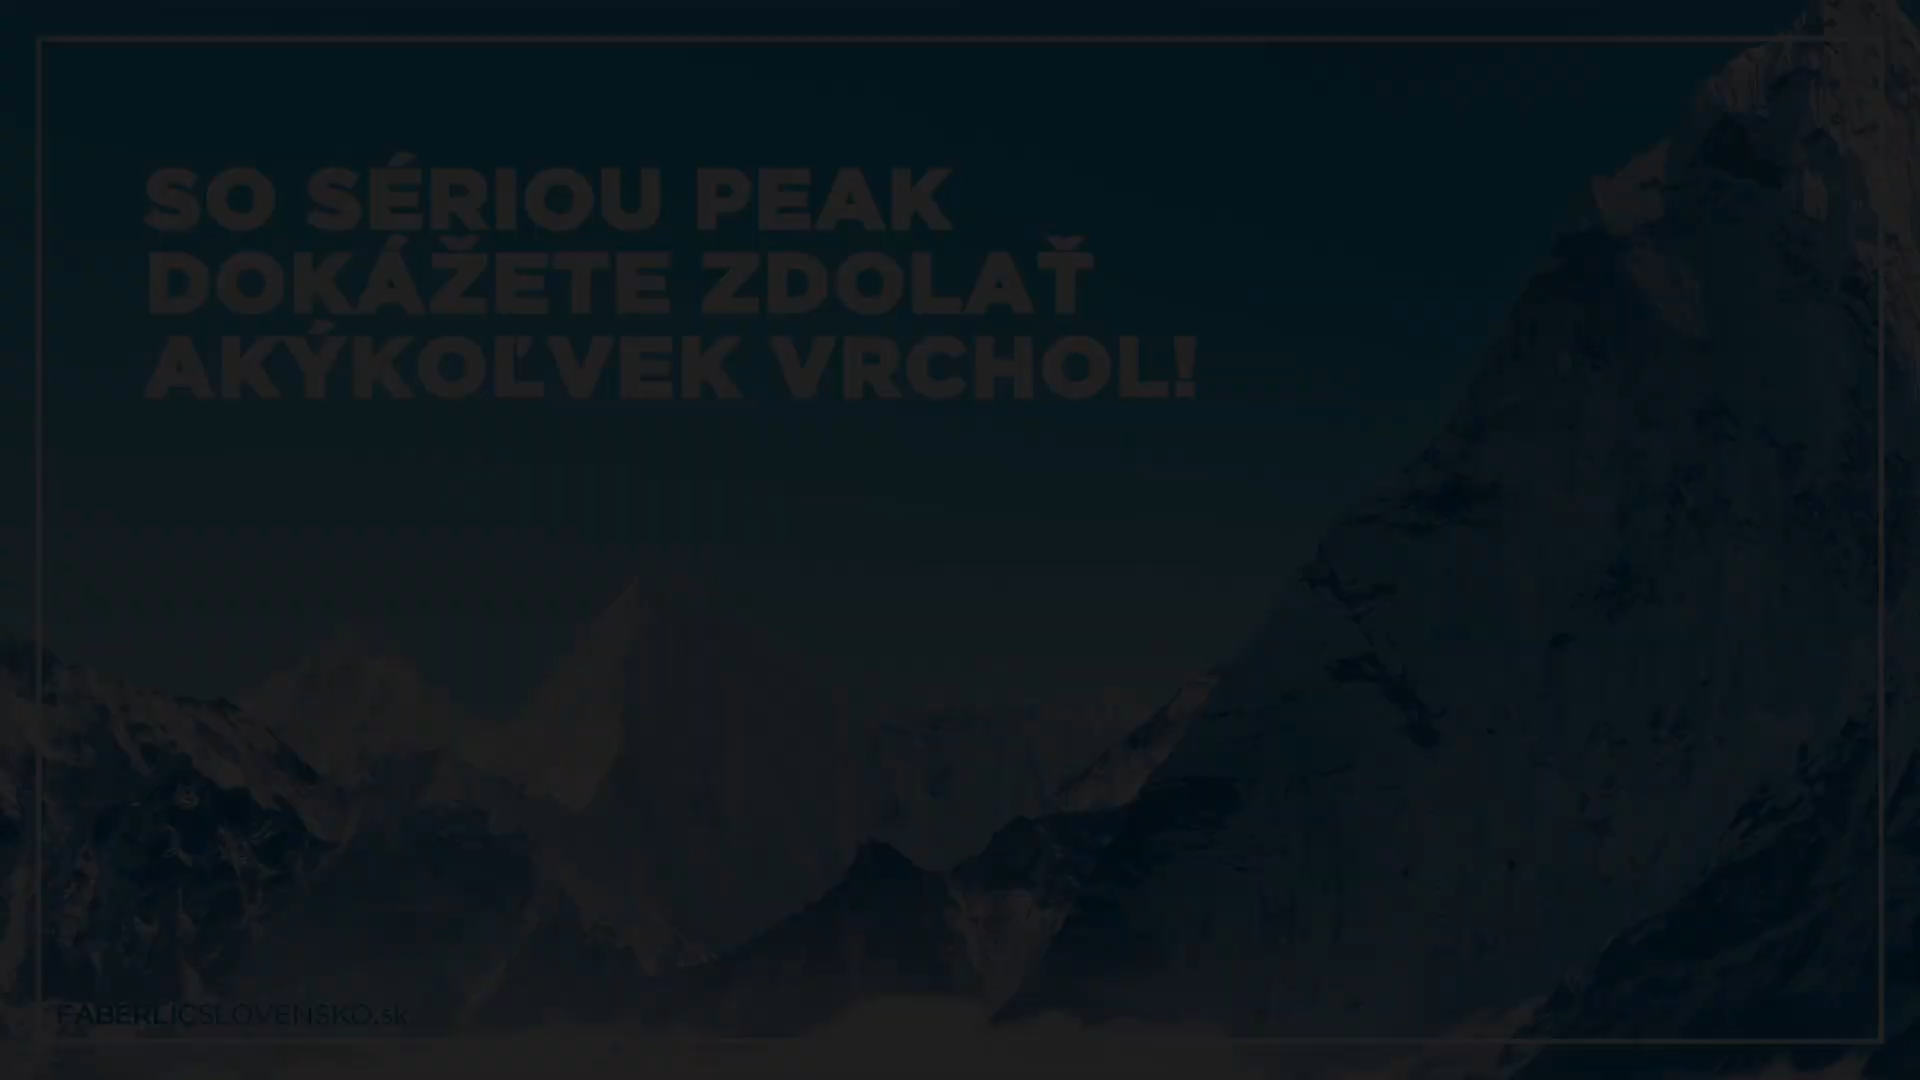 SO SÉRIOU PEAK
DOKÁŽETE ZDOLAŤ
AKÝKOĽVEK VRCHOL!
FABERLICSLOVENSKO.sk